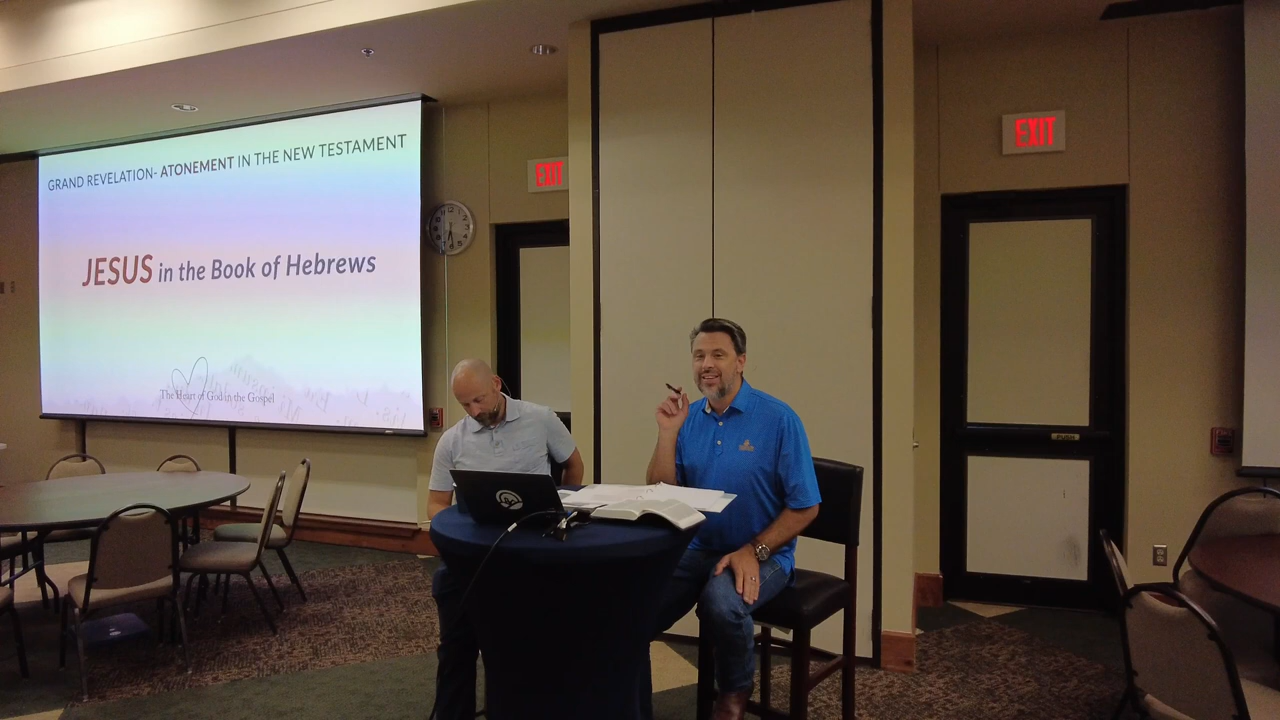 GRAND REVELATION- ATONEMENT IN THE NEW TESTAMENT
JESUS in the Book of Hebrews
The Heart of God in the Gospel
EXIT
EXIT
PUSH